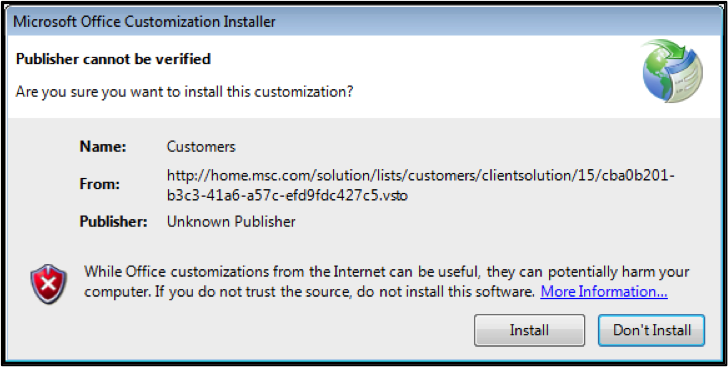 Microsoft Office Customization Installer
Publisher cannot be verified
Are you sure you want to install this customization?
Name: Customers
From: http://home.msc.com/solution/lists/customers/clientsolution/15/cba0b201-
b3c3-41a6-a57c-efd9fdc427c5.vsto
Publisher: Unknown Publisher
While Office customizations from the Internet can be useful, they can potentially harm your
computer. If you do not trust the source, do not install this software. More Information...
Install Don't Install